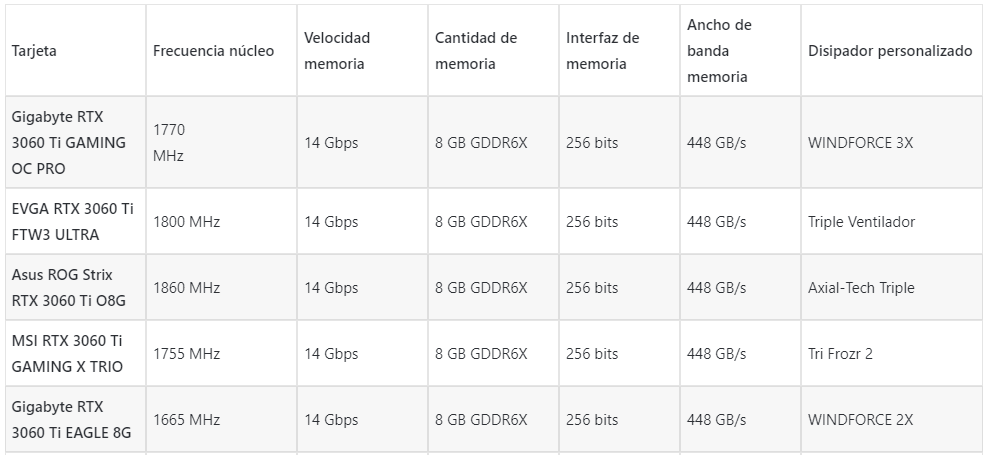 Tarjeta Frecuencia núcleo Velocidad memoria Cantidad de memoria Interfaz de memoria Ancho de banda memoria Disipador personalizado
Gigabyte RTX 3060 Ti GAMING OC PRO 1770 MHz 14 Gbps 8 GB GDDR6X 256 bits 448 GB/s WINDFORCE 3X
EVGA RTX 3060 Ti FTW3 ULTRA 1800 MHz 14 Gbps 8 GB GDDR6X 256 bits 448 GB/s Triple Ventilador
Asus ROG Strix RTX 3060 Ti O8G 1860 MHz 14 Gbps 8 GB GDDR6X 256 bits 448 GB/s Axial-Tech Triple
MSI RTX 3060 Ti GAMING X TRIO 1755 MHz 14 Gbps 8 GB GDDR6X 256 bits 448 GB/s Tri Frozr 2
Gigabyte RTX 3060 Ti EAGLE 8G 1665 MHz 14 Gbps 8 GB GDDR6X 256 bits 448 GB/s WINDFORCE 2X